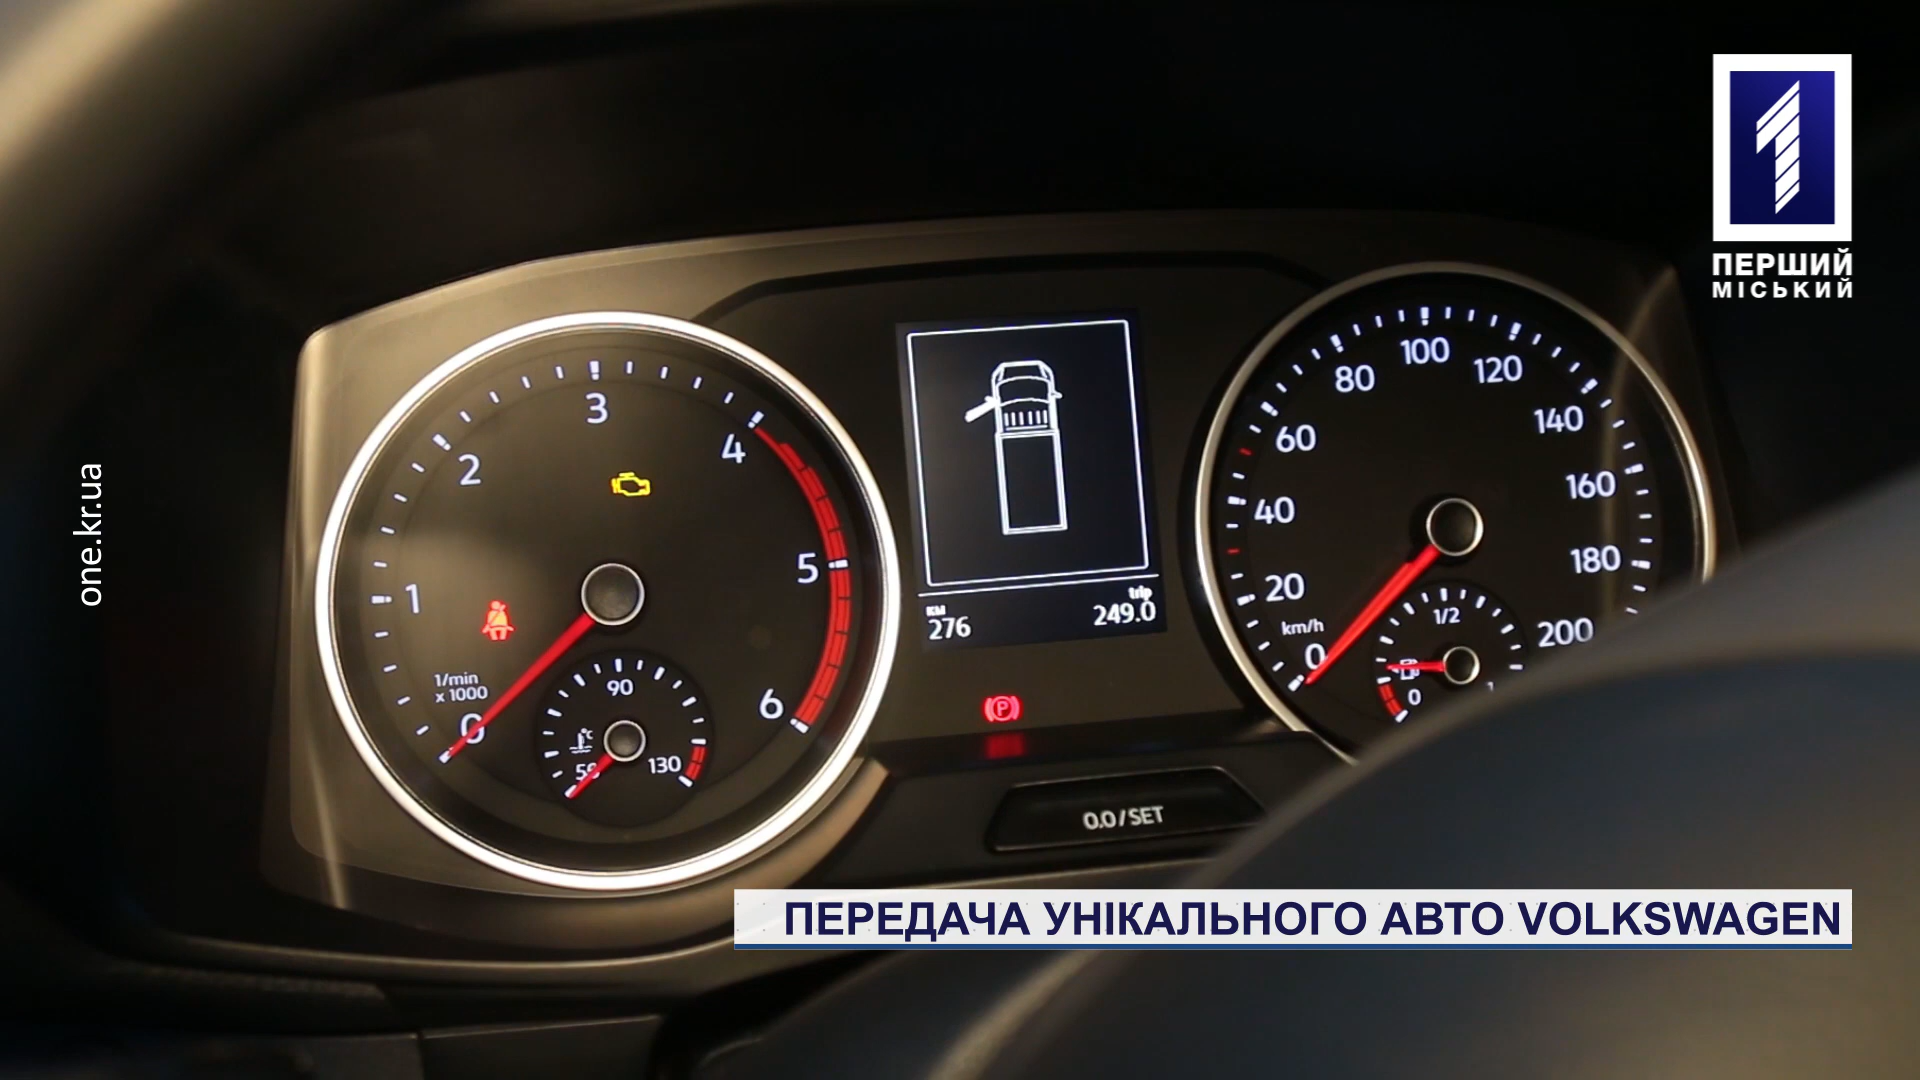 ПЕРШИЙ
МІСЬКИЙ
one.kr.ua
0
1
2
3
4
5
6
1/min
x 1000
90
130
°C
км
276
trip
249.0
P
0.0/SET
0
20
40
60
80
100
120
140
160
180
200
km/h
1/2
0
ПЕРЕДАЧА УНІКАЛЬНОГО АВТО VOLKSWAGEN